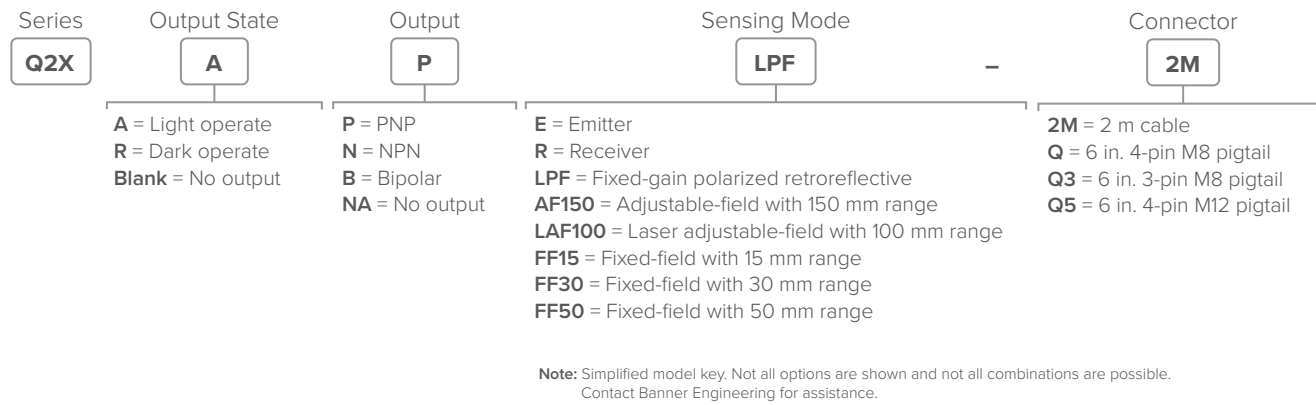 Series
Output State
Output
Sensing Mode
Connector
Q2X
A
P
LPF
–
2M
A = Light operate
R = Dark operate
Blank = No output
P = PNP
N = NPN
B = Bipolar
NA = No output
E = Emitter
R = Receiver
LPF = Fixed-gain polarized retroreflective
AF150 = Adjustable-field with 150 mm range
LAF100 = Laser adjustable-field with 100 mm range
FF15 = Fixed-field with 15 mm range
FF30 = Fixed-field with 30 mm range
FF50 = Fixed-field with 50 mm range
2M = 2 m cable
Q = 6 in. 4-pin M8 pigtail
Q3 = 6 in. 3-pin M8 pigtail
Q5 = 6 in. 4-pin M12 pigtail
Note: Simplified model key. Not all options are shown and not all combinations are possible.
Contact Banner Engineering for assistance.